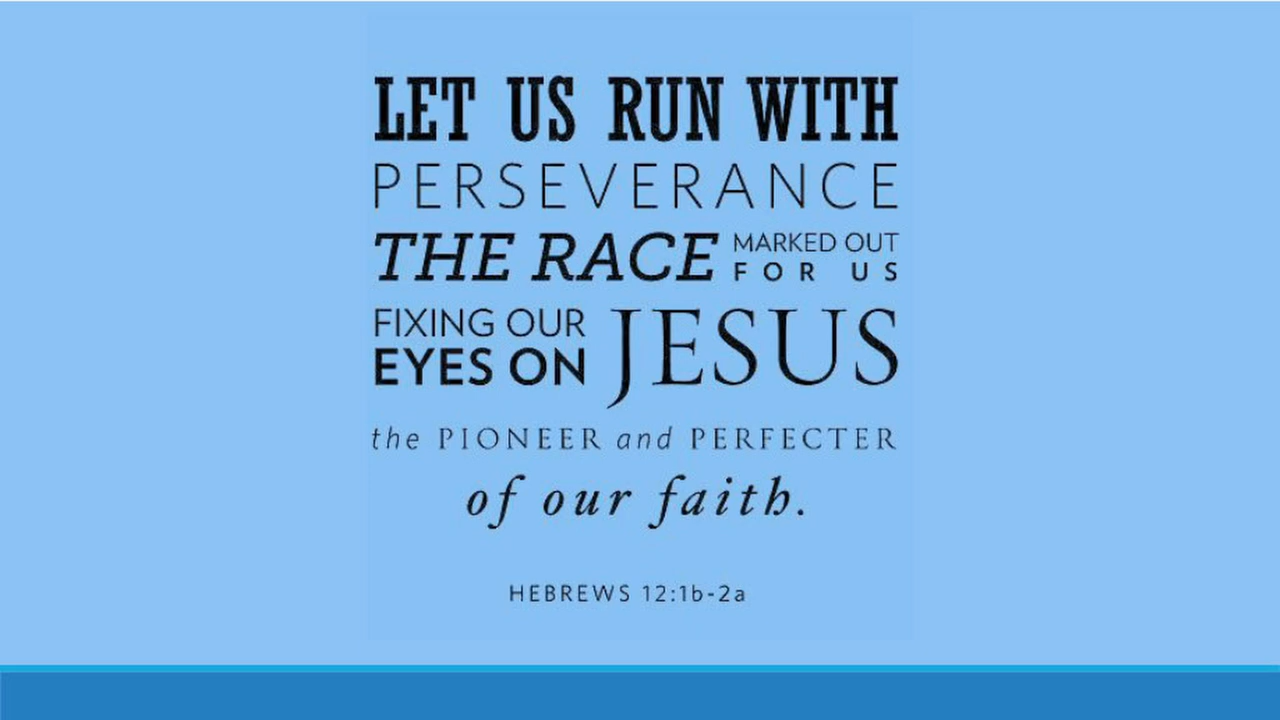 LET US RUN WITH
PERSEVERANCE
THE RACE MARKED OUT
FOR US
FIXING OUR
EYES ON JESUS
the PIONEER and PERFECTER
of our faith.
HEBREWS 12:1b-2a